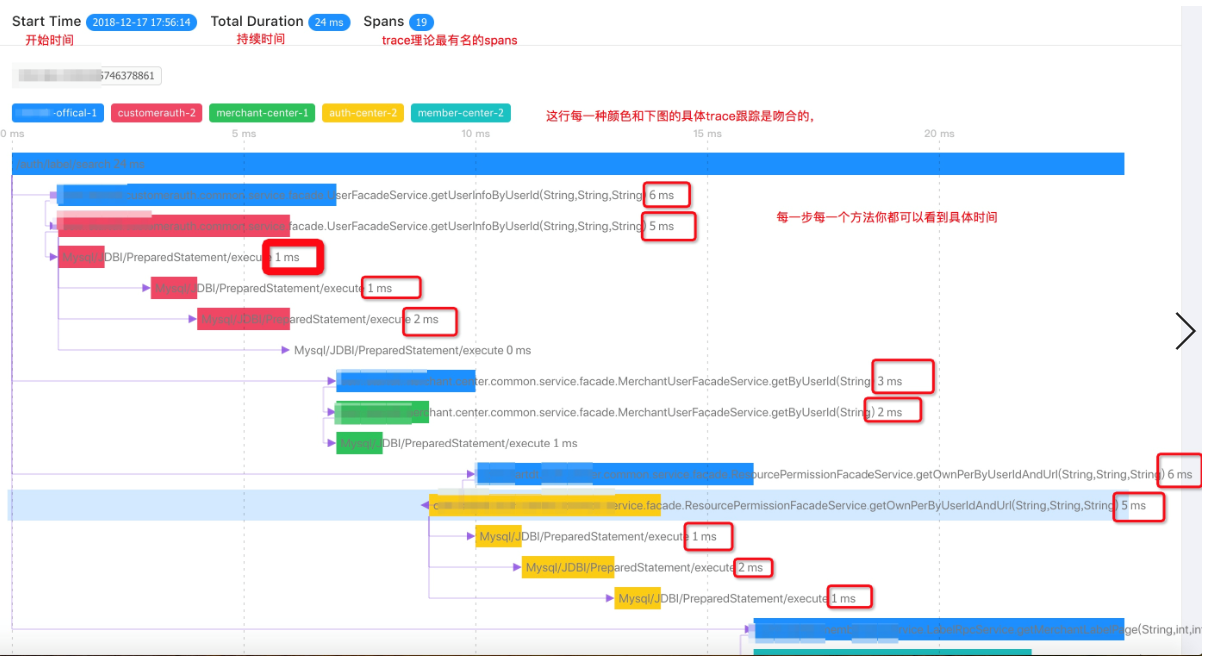 Start Time 2018-12-17 17:56:14 Total Duration 24 ms Spans 19
开始时间 持续时间 trace理论最有名的spans
5746378861
-offical-1 customerauth-2 merchant-center-1 auth-center-2 member-center-2 这行每一种颜色和下图的具体trace跟踪是吻合的,
0 ms 5 ms 10 ms 15 ms 20 ms
UserFacadeService.getUserInfoByUserId(String,String,String) 6 ms
每一步每一个方法你都可以看到具体时间
facade.UserFacadeService.getUserInfoByUserId(String,String,String) 5 ms
Mysql/JDBI/PreparedStatement/execute 1 ms
Mysql/JDBI/PreparedStatement/execute 1 ms
Mysql/JDBI/PreparedStatement/execute 2 ms
Mysql/JDBI/PreparedStatement/execute 0 ms
ter.common.service.facade.MerchantUserFacadeService.getByUserId(String) 3 ms
rchant.center.common.service.facade.MerchantUserFacadeService.getByUserId(String) 2 ms
Mysql/JDBI/PreparedStatement/execute 1 ms
ResourcePermissionFacadeService.getOwnPerByUserIdAndUrl(String,String,String) 6 ms
service.facade.ResourcePermissionFacadeService.getOwnPerByUserIdAndUrl(String,String,String) 5 ms
Mysql/JDBI/PreparedStatement/execute 1 ms
Mysql/JDBI/PreparedStatement/execute 2 ms
Mysql/JDBI/PreparedStatement/execute 1 ms
ge(String,int,in